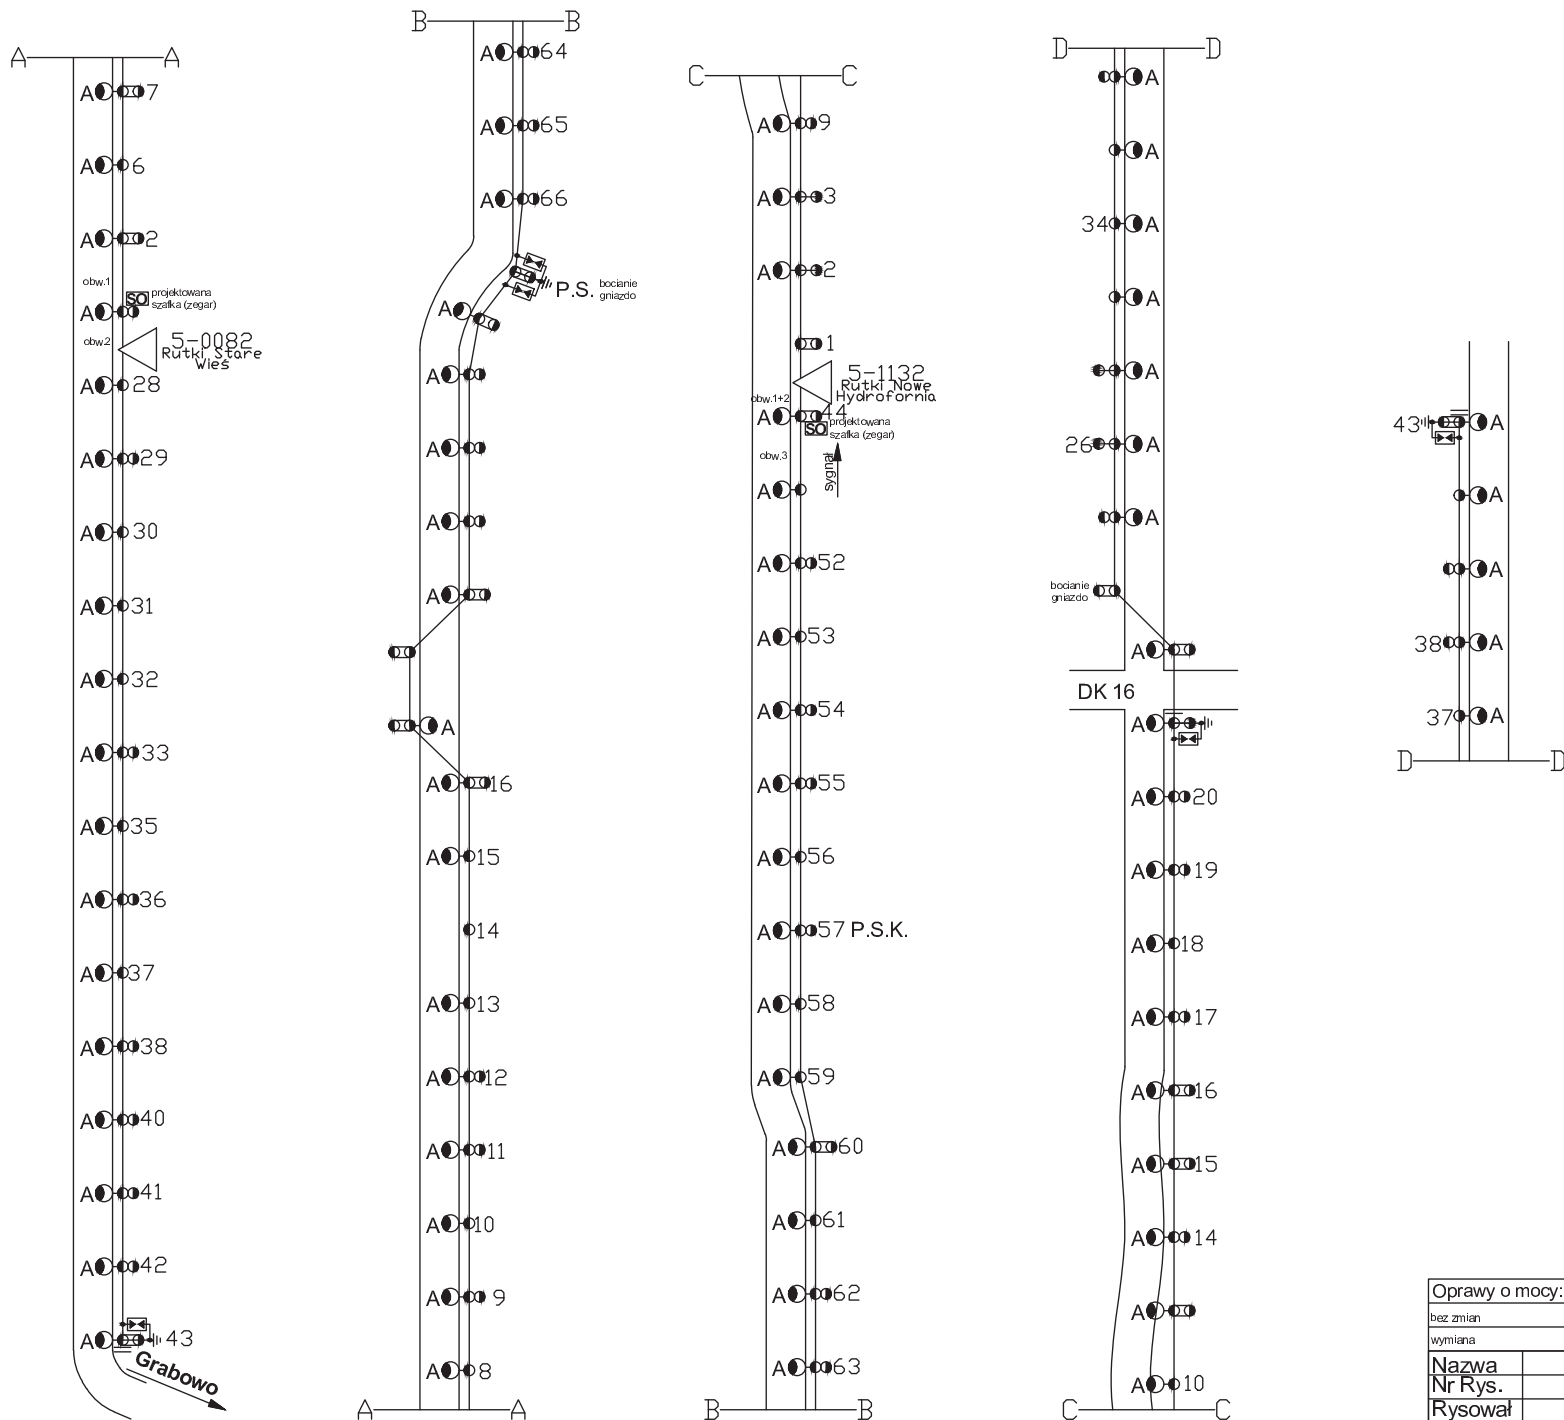 A A
A 7
A 6
A 2
obw.1
SO projektowana
szafka (zegar)
A
obw.2
5-0082
Rutki Stare
Wieś
A 28
A 29
A 30
A 31
A 32
A 33
A 35
A 36
A 37
A 38
A 40
A 41
A 42
A 43
Grabowo
B B
A 64
A 65
A 66
P.S. bocianie
gniazdo
A
A
A
A
A
A
A 16
A 15
14
A 13
A 12
A 11
A 10
A 9
A 8
A A
C C
A 9
A 3
A 2
1
5-1132
Rutki Nowe
Hydrofornia
obw.1+2
A 44
SO projektowana
szafka (zegar)
obw.3
sygnał
A
A 52
A 53
A 54
A 55
A 56
A 57 P.S.K.
A 58
A 59
A 60
A 61
A 62
A 63
B B
D D
A
A
34 A
A
A
26 A
A
bocianie
gniazdo
A
DK 16
A
A 20
A 19
A 18
A 17
A 16
A 15
A 14
A
A 10
C C
43 A
A
A
38 A
37 A
D D
Oprawy o mocy:
bez zmian
wymiana
Nazwa
Nr Rys.
Rysował